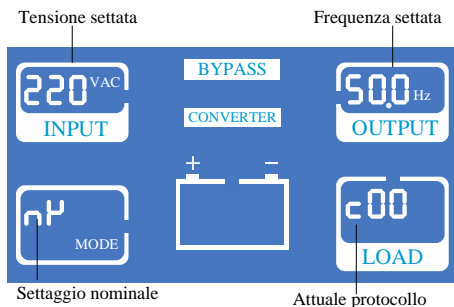 Tensione settata
Frequenza settata
220 VAC
INPUT
BYPASS
CONVERTER
50.0 Hz
OUTPUT
+ −
MODE
c00
LOAD
Settaggio nominale
Attuale protocollo